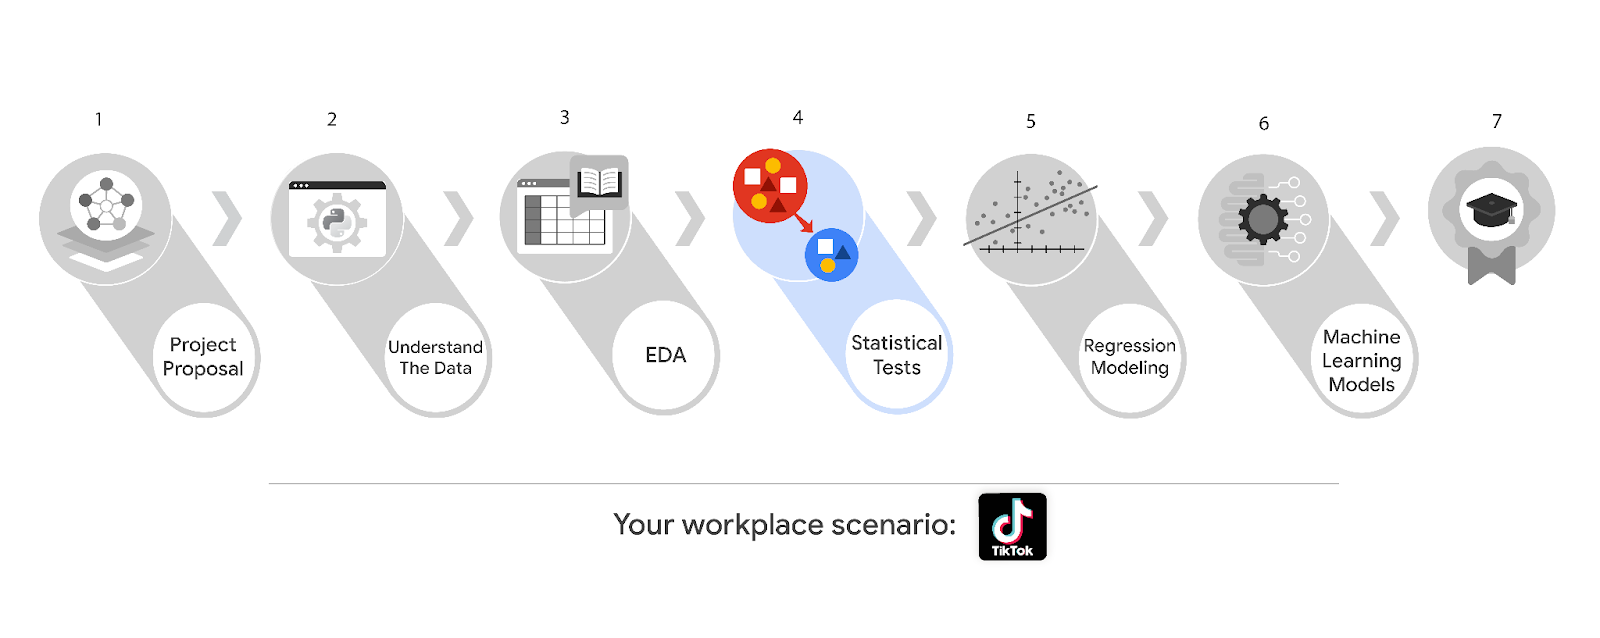 1
2
3
4
5
6
7
Project
Proposal
Understand
The Data
EDA
Statistical
Tests
Regression
Modeling
Machine
Learning
Models
Your workplace scenario:
TikTok